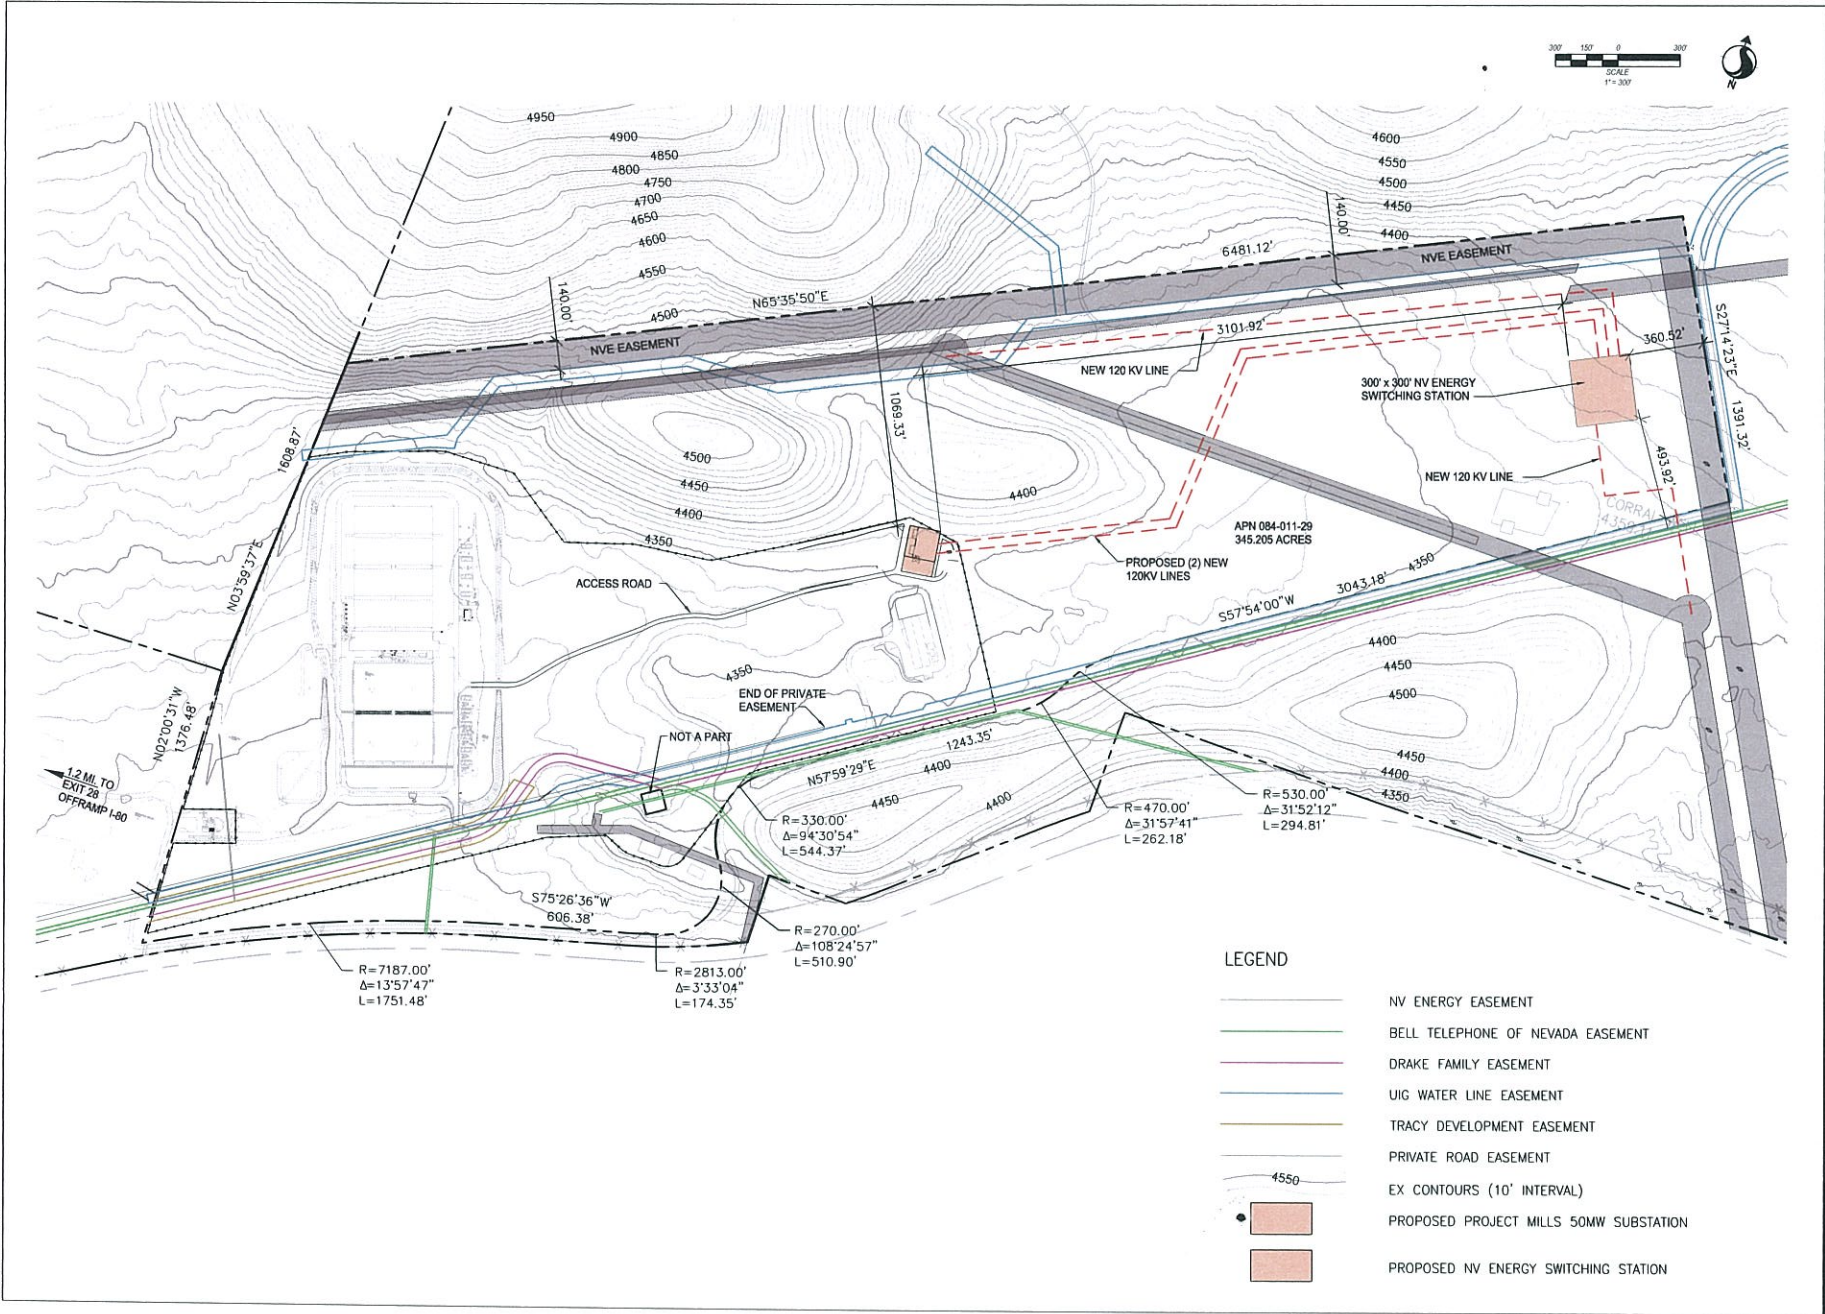 300'
150'
0
300'
SCALE
1" = 300'
N
4950
4900
4850
4800
4750
4700
4650
4600
4550
4500
4600
4550
4500
4450
4400
140.00'
140.00'
N65°35'50"E
6481.12'
NVE EASEMENT
NVE EASEMENT
3101.92'
NEW 120 KV LINE
360.52'
S27°14'23"E
1391.32'
300' x 300' NV ENERGY
SWITCHING STATION
1069.33'
1608.87'
N03°59'37"E
4500
4450
4400
4350
4400
NEW 120 KV LINE
493.92'
CORRAL
APN 084-011-29
345.205 ACRES
PROPOSED (2) NEW
120KV LINES
ACCESS ROAD
4350
3043.18'
S57°54'00"W
4400
4450
4500
4450
4400
4350
4350
END OF PRIVATE
EASEMENT
NOT A PART
N02°00'31"W
1376.48'
1.2 MI. TO
EXIT 28
OFFRAMP I-80
1243.35'
N57°59'29"E
4400
4450
4400
R=330.00'
Δ=94°30'54"
L=544.37'
R=470.00'
Δ=31°57'41"
L=262.18'
R=530.00'
Δ=31°52'12"
L=294.81'
S75°26'36"W
606.38'
R=270.00'
Δ=108°24'57"
L=510.90'
R=7187.00'
Δ=13°57'47"
L=1751.48'
R=2813.00'
Δ=3°33'04"
L=174.35'
LEGEND
NV ENERGY EASEMENT
BELL TELEPHONE OF NEVADA EASEMENT
DRAKE FAMILY EASEMENT
UIG WATER LINE EASEMENT
TRACY DEVELOPMENT EASEMENT
PRIVATE ROAD EASEMENT
4550
EX CONTOURS (10' INTERVAL)
PROPOSED PROJECT MILLS 50MW SUBSTATION
PROPOSED NV ENERGY SWITCHING STATION